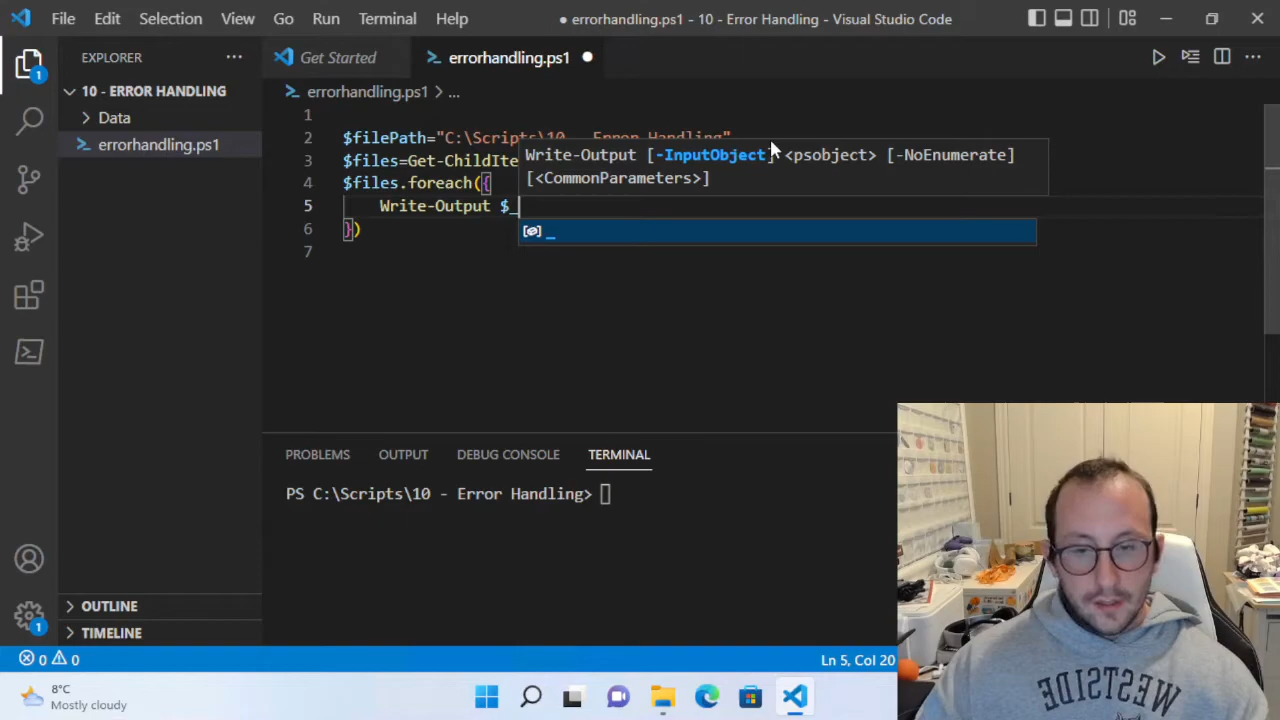 File Edit Selection View Go Run Terminal Help
● errorhandling.ps1 - 10 - Error Handling - Visual Studio Code
EXPLORER
Get Started
errorhandling.ps1 ●
10 - ERROR HANDLING
errorhandling.ps1 > ...
Data
errorhandling.ps1
1
2 $filePath="C:\Scripts\10 - Error Handling"
3 $files=Get-ChildIte
Write-Output [-InputObject] <psobject> [-NoEnumerate]
[<CommonParameters>]
4 $files.foreach({
5 Write-Output $_
_
6 })
7
PROBLEMS OUTPUT DEBUG CONSOLE TERMINAL
PS C:\Scripts\10 - Error Handling>
OUTLINE
TIMELINE
0 0
Ln 5, Col 20
1
1
8°C
Mostly cloudy
WESTSIDE